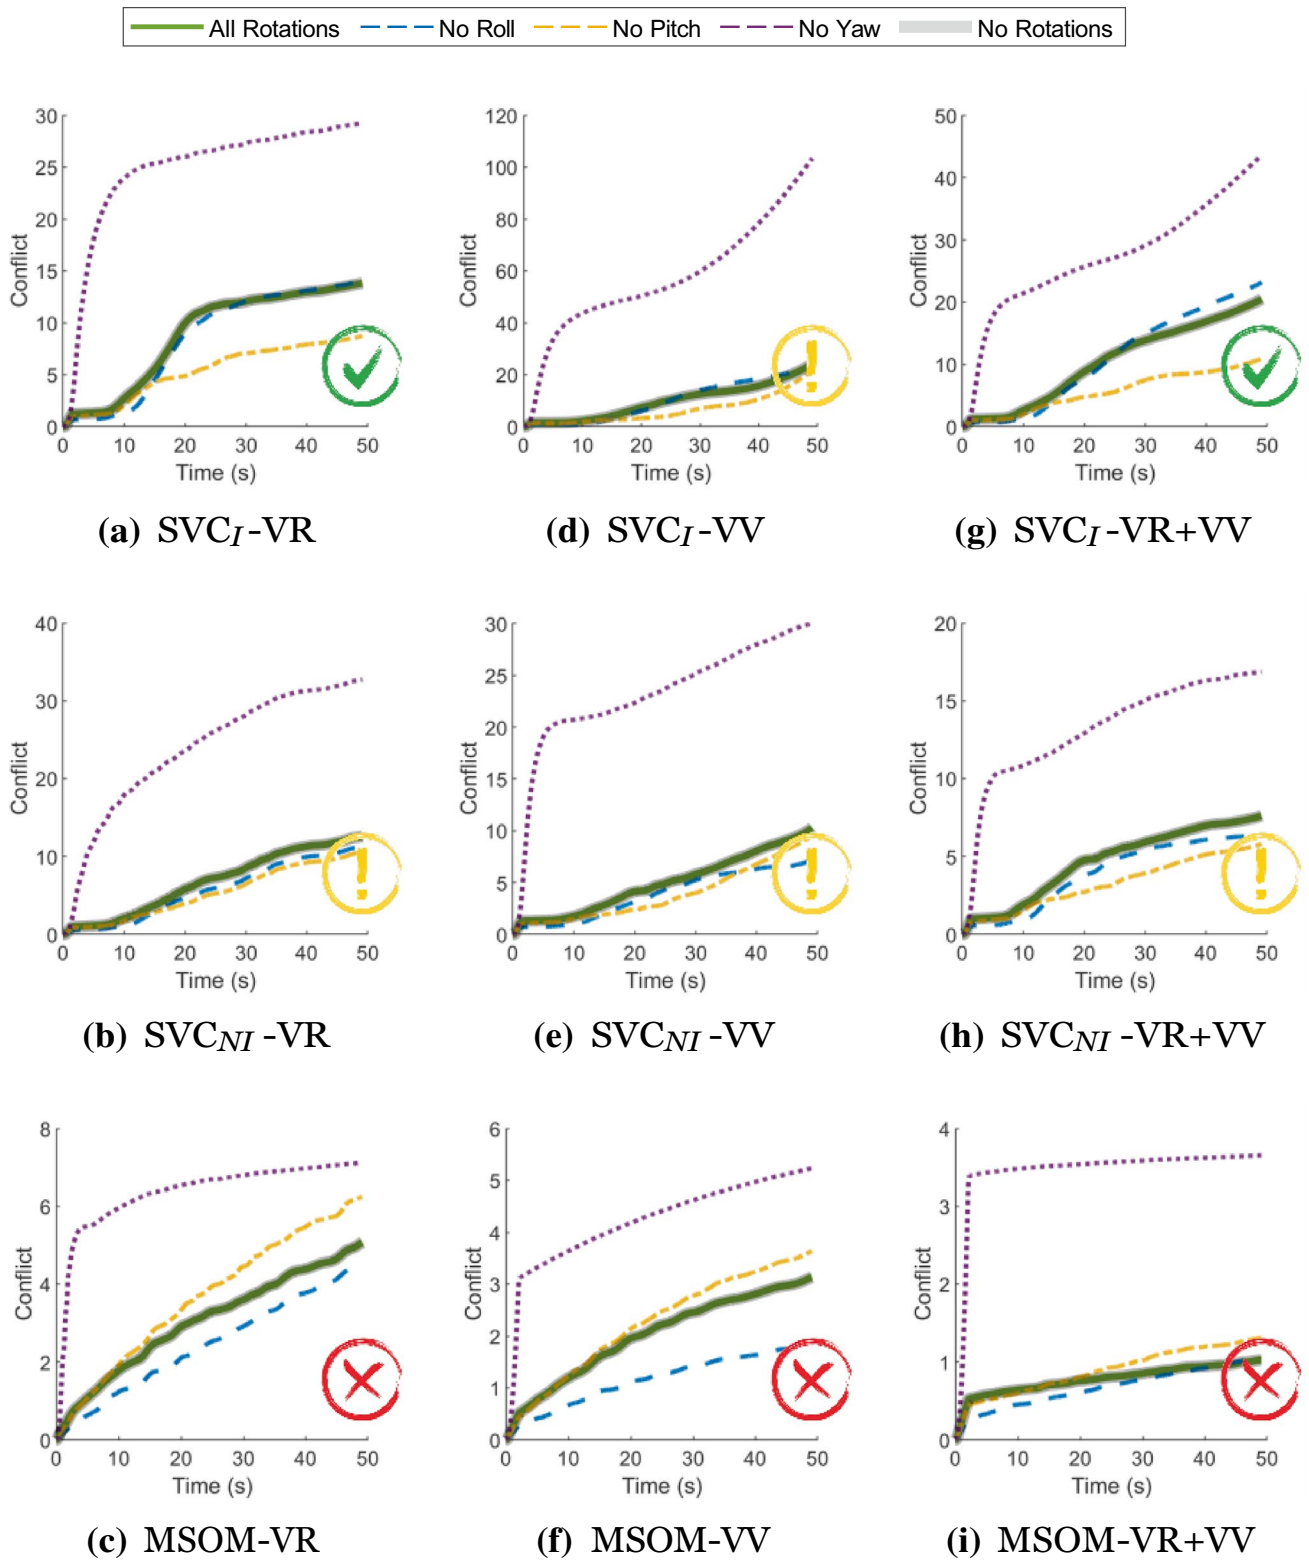 All Rotations No Roll No Pitch No Yaw No Rotations
30
25
20
15
10
5
0
Conflict
0 10 20 30 40 50
Time (s)
(a) SVC_I-VR
120
100
80
60
40
20
0
0 10 20 30 40 50
Time (s)
(d) SVC_I-VV
50
40
30
20
10
0
Conflict
0 10 20 30 40 50
Time (s)
(g) SVC_I-VR+VV
40
30
20
10
0
Conflict
0 10 20 30 40 50
Time (s)
(b) SVC_NI-VR
30
25
20
15
10
5
0
Conflict
0 10 20 30 40 50
Time (s)
(e) SVC_NI-VV
20
15
10
5
0
Conflict
0 10 20 30 40 50
Time (s)
(h) SVC_NI-VR+VV
8
6
4
2
0
Conflict
0 10 20 30 40 50
Time (s)
(c) MSOM-VR
6
5
4
3
2
1
0
Conflict
0 10 20 30 40 50
Time (s)
(f) MSOM-VV
4
3
2
1
0
Conflict
0 10 20 30 40 50
Time (s)
(i) MSOM-VR+VV